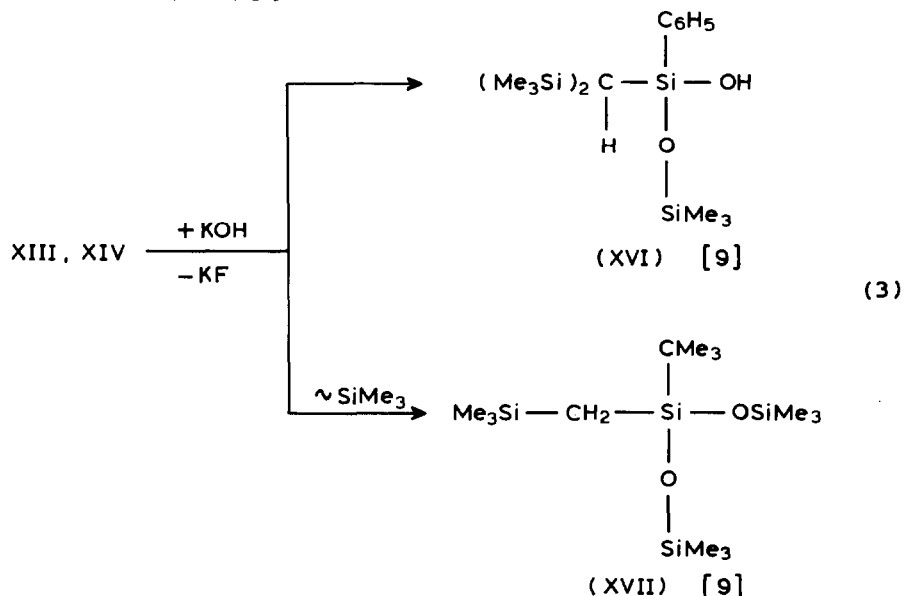 C6H5
(Me3Si)2 C — Si — OH
H O
SiMe3
(XVI) [9]
XIII, XIV + KOH
− KF
(3)
CMe3
~ SiMe3
Me3Si — CH2 — Si — OSiMe3
O
SiMe3
(XVII) [9]